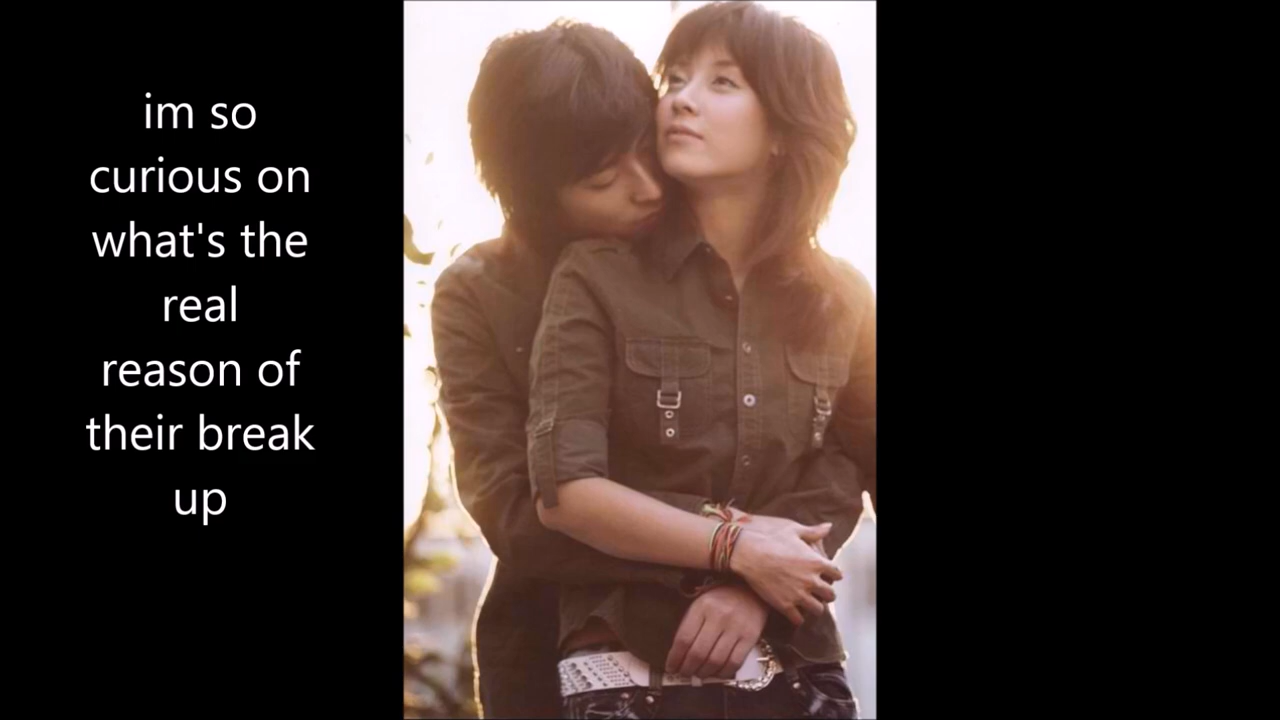 im so
curious on
what's the
real
reason of
their break
up